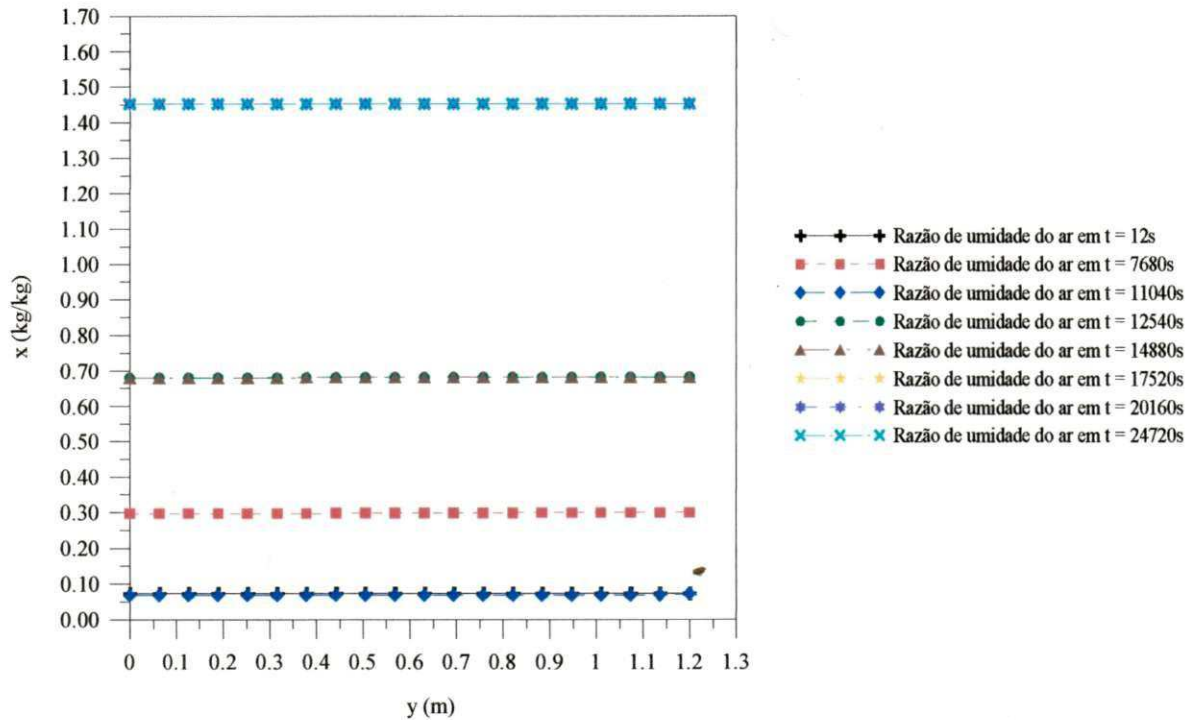 1.70
1.60
1.50
1.40
1.30
1.20
1.10
1.00
0.90
0.80
0.70
0.60
0.50
0.40
0.30
0.20
0.10
0.00
x (kg/kg)
0 0.1 0.2 0.3 0.4 0.5 0.6 0.7 0.8 0.9 1 1.1 1.2 1.3
y (m)
Razão de umidade do ar em t = 12s
Razão de umidade do ar em t = 7680s
Razão de umidade do ar em t = 11040s
Razão de umidade do ar em t = 12540s
Razão de umidade do ar em t = 14880s
Razão de umidade do ar em t = 17520s
Razão de umidade do ar em t = 20160s
Razão de umidade do ar em t = 24720s